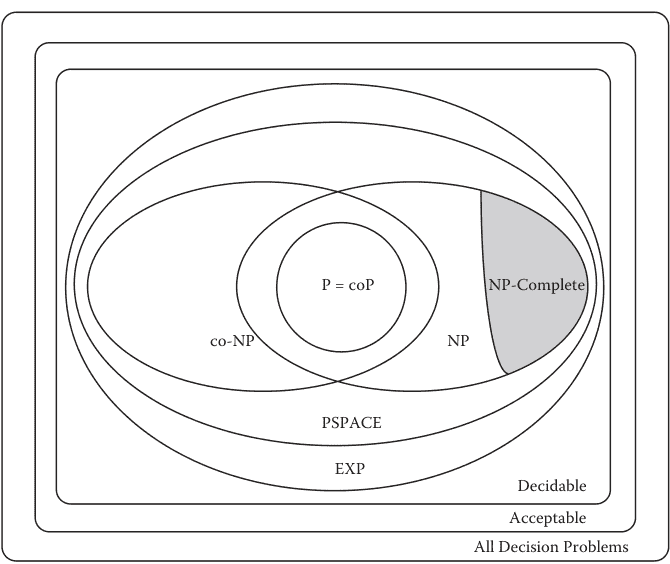 P = coP
NP-Complete
co-NP
NP
PSPACE
EXP
Decidable
Acceptable
All Decision Problems